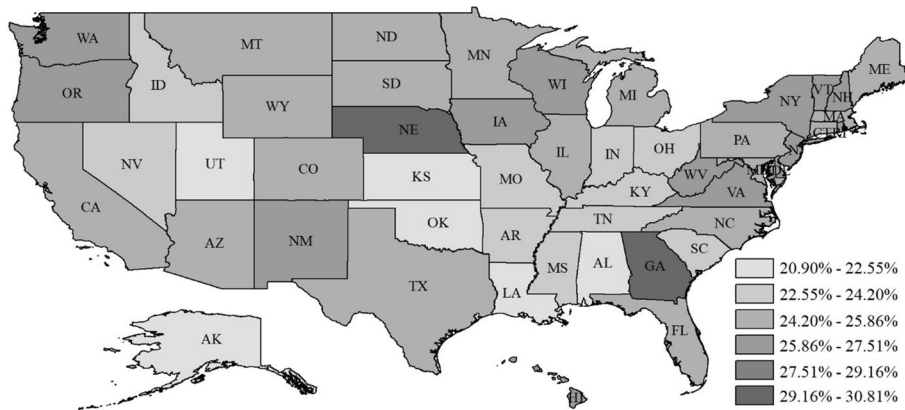 WA
MT
ND
MN
ME
ID
SD
WI
VT
NH
OR
WY
MI
NY
MA
NE
IA
PA
NV
UT
CO
IL
IN
OH
WV
CA
KS
MO
KY
VA
AZ
NM
OK
AR
TN
NC
TX
LA
MS
AL
GA
SC
FL
AK
HI
20.90% - 22.55%
22.55% - 24.20%
24.20% - 25.86%
25.86% - 27.51%
27.51% - 29.16%
29.16% - 30.81%